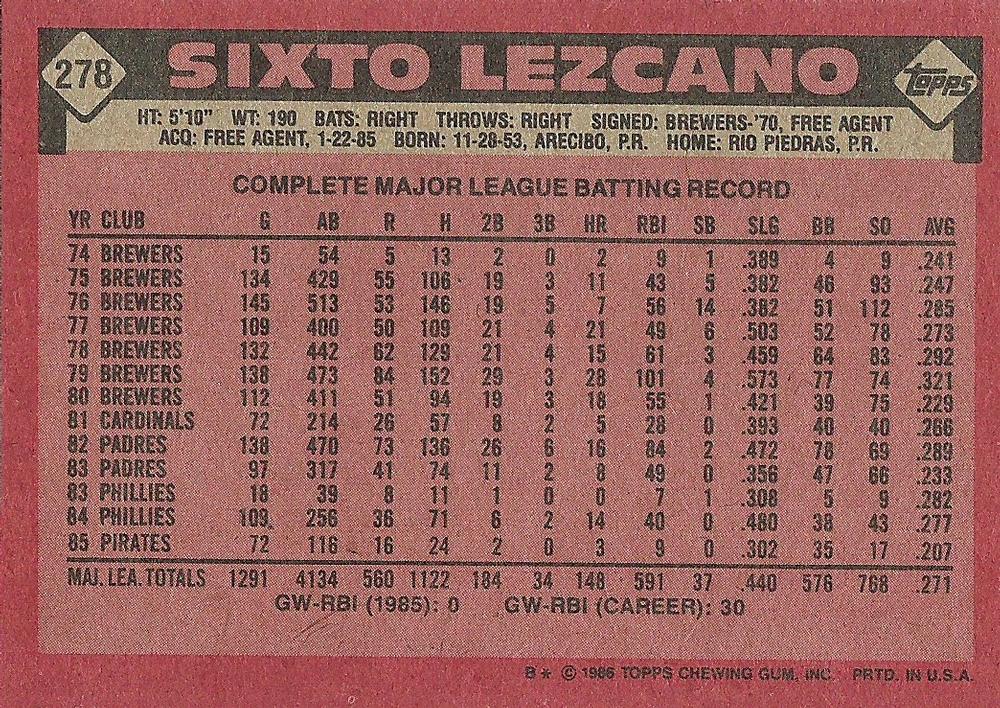 278 SIXTO LEZCANO Topps
HT: 5'10" WT: 190 BATS: RIGHT THROWS: RIGHT SIGNED: BREWERS-'70, FREE AGENT
ACQ: FREE AGENT, 1-22-85 BORN: 11-28-53, ARECIBO, P.R. HOME: RIO PIEDRAS, P.R.
COMPLETE MAJOR LEAGUE BATTING RECORD
YR CLUB G AB R H 2B 3B HR RBI SB SLG BB SO AVG
74 BREWERS 15 54 5 13 2 0 2 9 1 .389 4 9 .241
75 BREWERS 134 429 55 106 19 3 11 43 5 .382 46 93 .247
76 BREWERS 145 513 53 146 19 5 7 56 14 .382 51 112 .285
77 BREWERS 109 400 50 109 21 4 21 49 6 .503 52 78 .273
78 BREWERS 132 442 62 129 21 4 15 61 3 .459 64 83 .292
79 BREWERS 138 473 84 152 29 3 28 101 4 .573 77 74 .321
80 BREWERS 112 411 51 94 19 3 18 55 1 .421 39 75 .229
81 CARDINALS 72 214 26 57 8 2 5 28 0 .393 40 40 .266
82 PADRES 138 470 73 136 26 6 16 84 2 .472 78 69 .289
83 PADRES 97 317 41 74 11 2 8 49 0 .356 47 66 .233
83 PHILLIES 18 39 8 11 1 0 0 7 1 .308 5 9 .282
84 PHILLIES 109 256 36 71 6 2 14 40 0 .480 38 43 .277
85 PIRATES 72 116 16 24 2 0 3 9 0 .302 35 17 .207
MAJ. LEA. TOTALS 1291 4134 560 1122 184 34 148 591 37 .440 576 768 .271
GW-RBI (1985): 0 GW-RBI (CAREER): 30
B * © 1986 TOPPS CHEWING GUM, INC. PRTD. IN U.S.A.